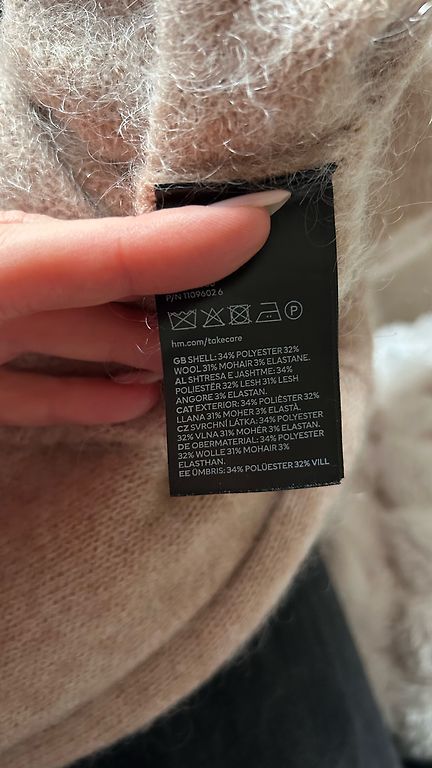 P/N 1109602 6
P
hm.com/takecare
GB SHELL: 34% POLYESTER 32%
WOOL 31% MOHAIR 3% ELASTANE.
AL SHTRESA E JASHTME: 34%
POLIESTËR 32% LESH 31% LESH
ANGORE 3% ELASTAN.
CAT EXTERIOR: 34% POLIÈSTER 32%
LLANA 31% MOHER 3% ELASTÀ.
CZ SVRCHNÍ LÁTKA: 34% POLYESTER
32% VLNA 31% MOHÉR 3% ELASTAN.
DE OBERMATERIAL: 34% POLYESTER
32% WOLLE 31% MOHAIR 3%
ELASTHAN.
EE ÜMBRIS: 34% POLÜESTER 32% VILL